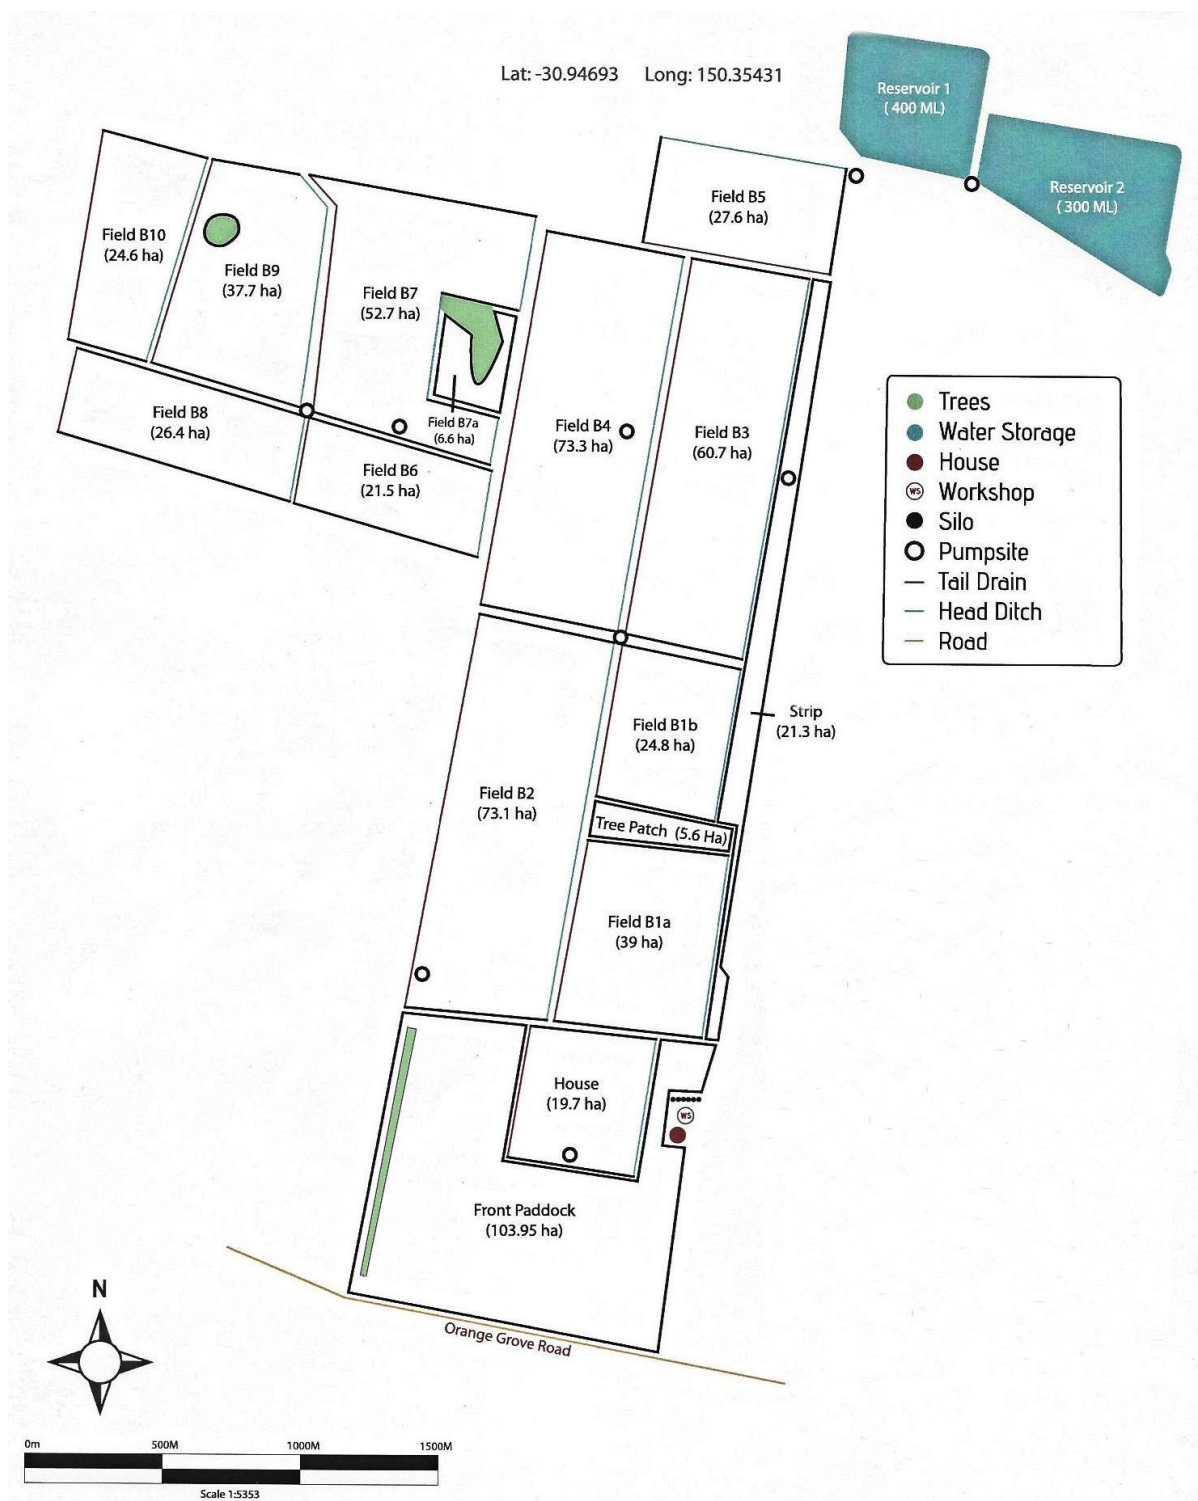 Lat: -30.94693 Long: 150.35431
Reservoir 1
( 400 ML)
Reservoir 2
( 300 ML)
Field B5
(27.6 ha)
Field B10
(24.6 ha)
Field B9
(37.7 ha)
Field B7
(52.7 ha)
Field B7a
(6.6 ha)
Field B8
(26.4 ha)
Field B6
(21.5 ha)
Field B4
(73.3 ha)
Field B3
(60.7 ha)
Trees
Water Storage
House
WS Workshop
Silo
Pumpsite
Tail Drain
Head Ditch
Road
Field B1b
(24.8 ha)
Strip
(21.3 ha)
Field B2
(73.1 ha)
Tree Patch (5.6 Ha)
Field B1a
(39 ha)
House
(19.7 ha)
WS
Front Paddock
(103.95 ha)
Orange Grove Road
N
0m 500M 1000M 1500M
Scale 1:5353